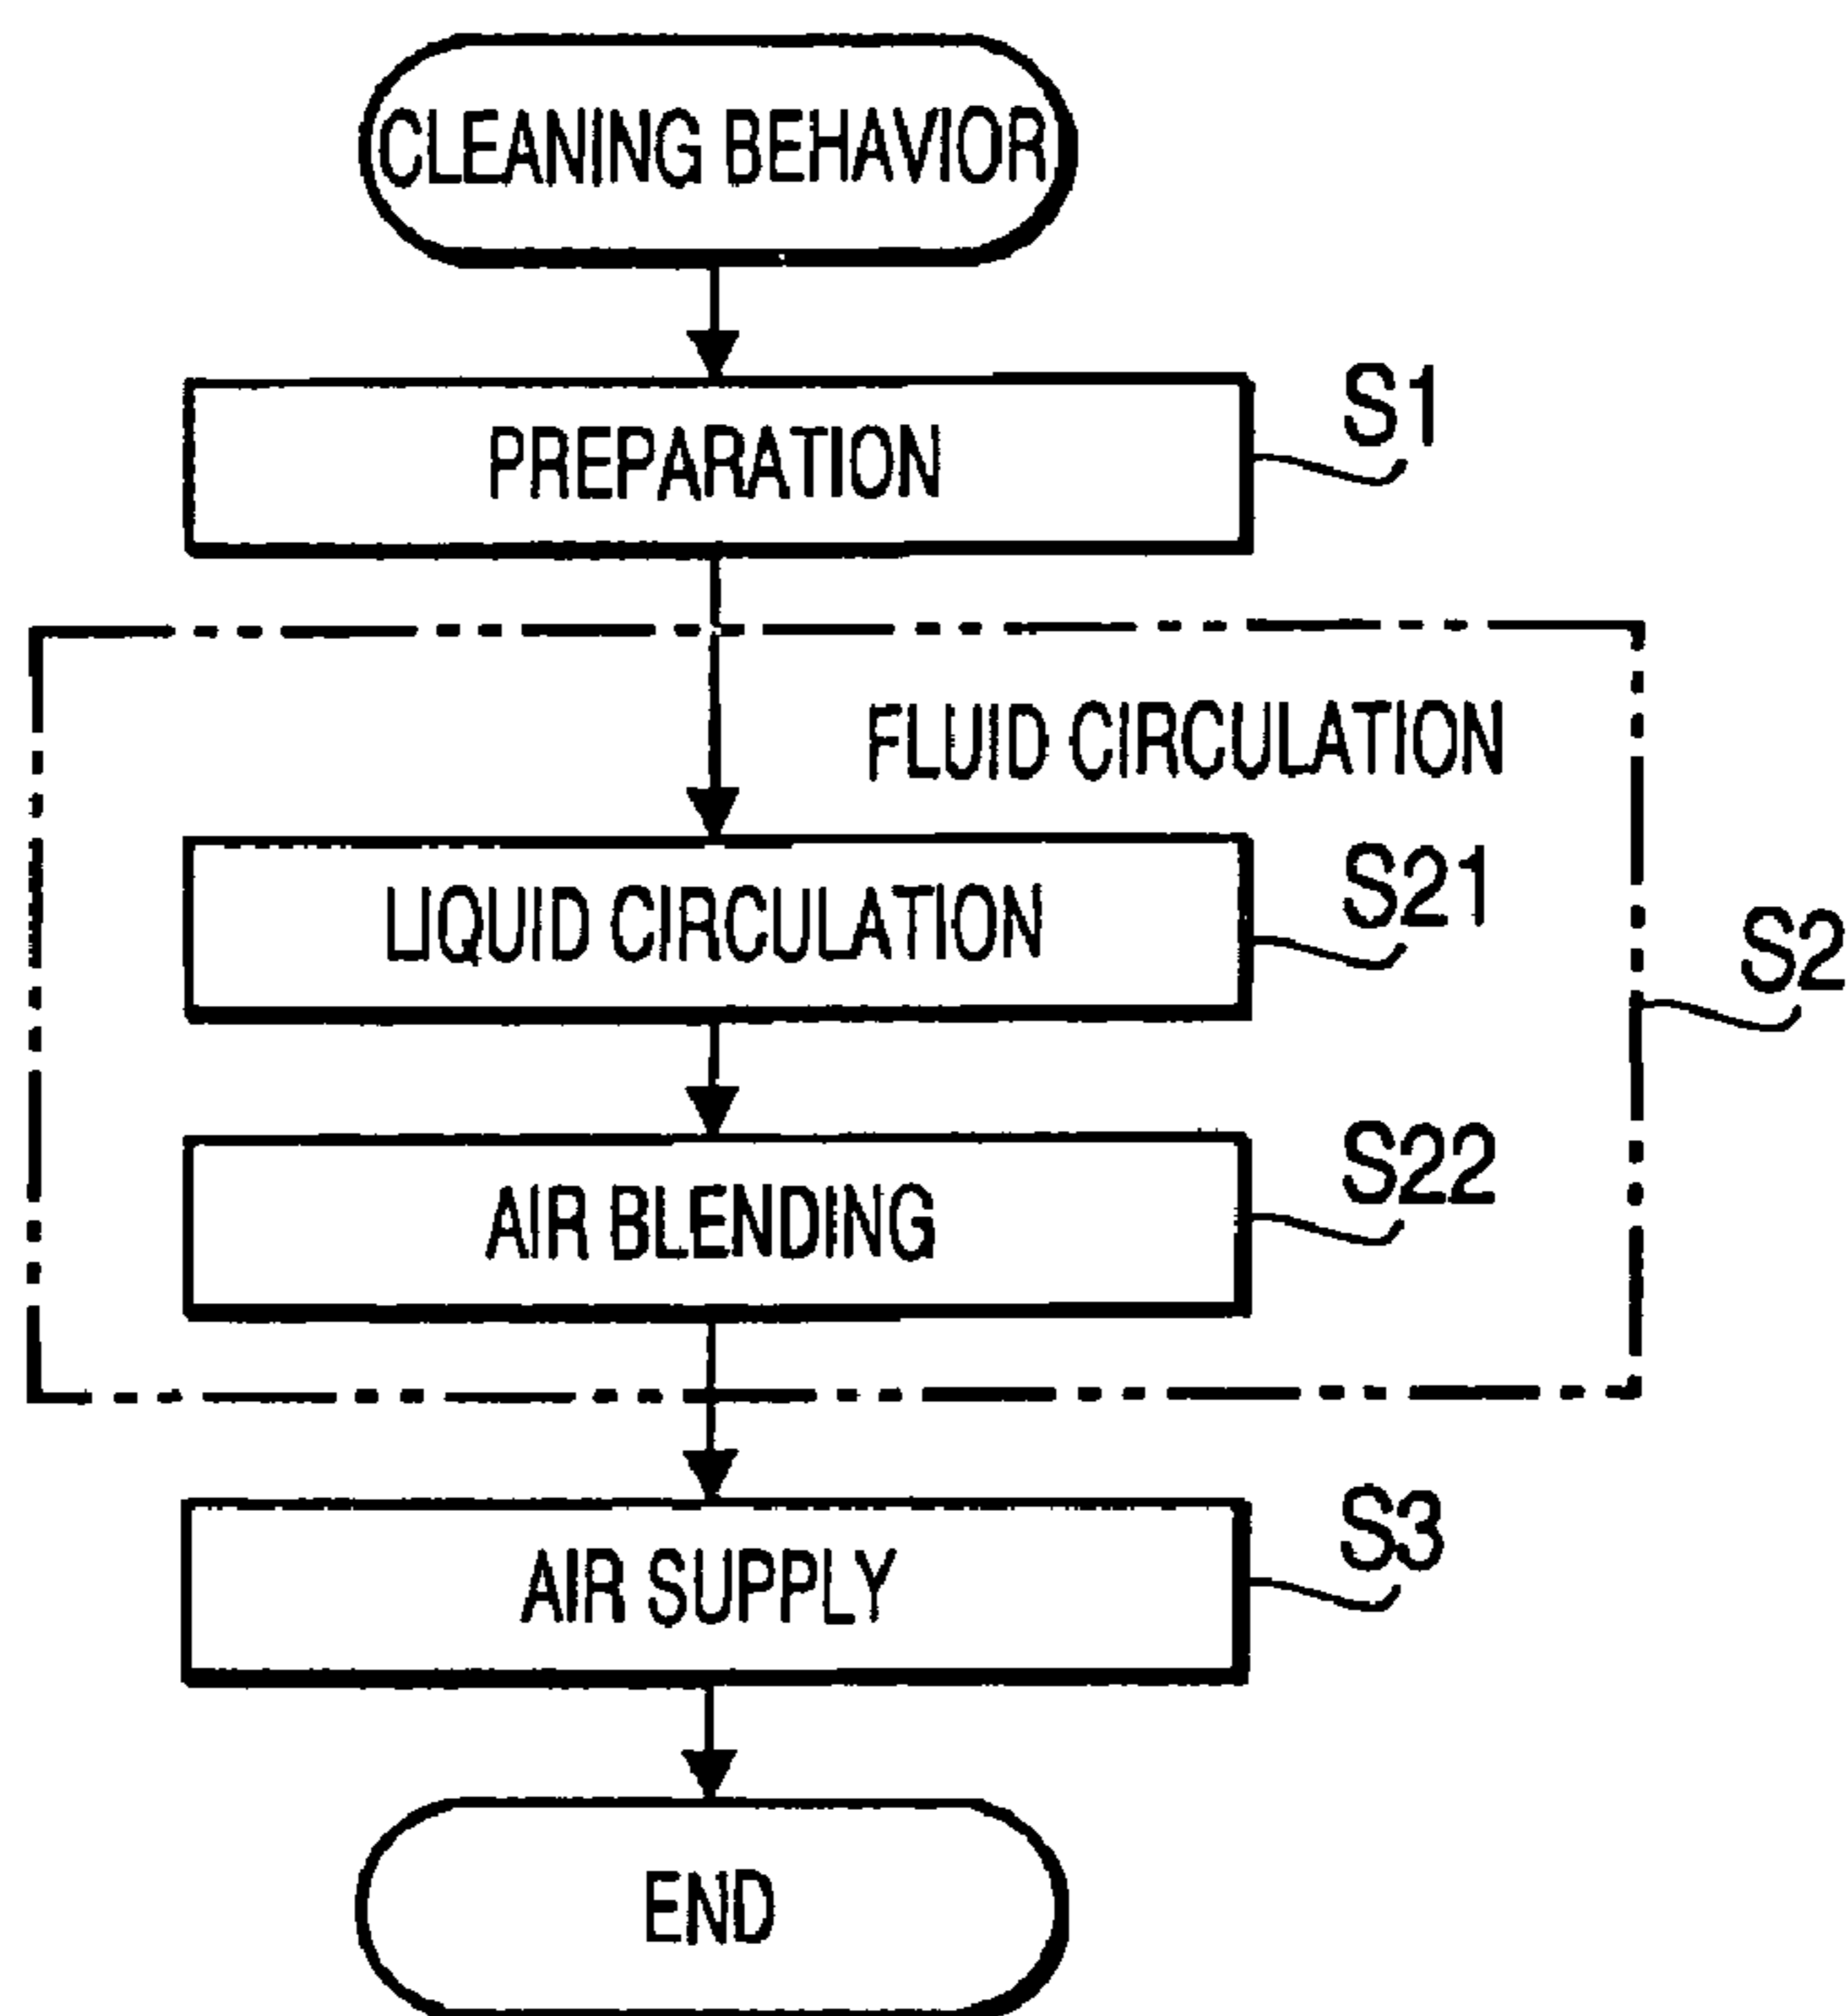 CLEANING BEHAVIOR
PREPARATION
S1
FLUID CIRCULATION
LIQUID CIRCULATION
S21
S2
AIR BLENDING
S22
AIR SUPPLY
S3
END